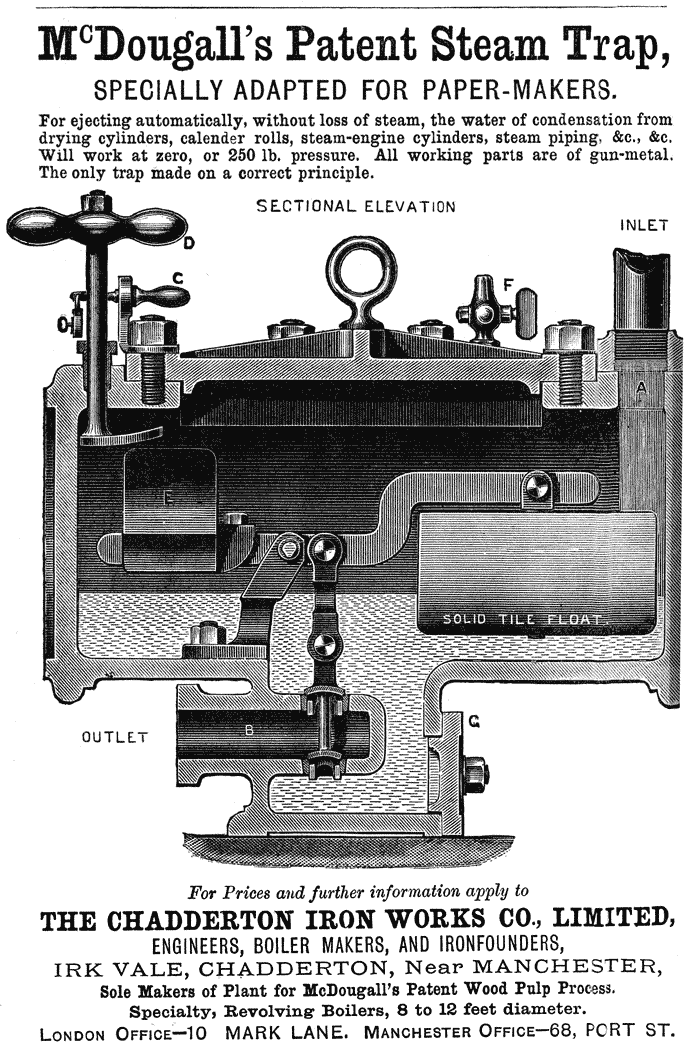 McDougall's Patent Steam Trap,
SPECIALLY ADAPTED FOR PAPER-MAKERS.
For ejecting automatically, without loss of steam, the water of condensation from
drying cylinders, calender rolls, steam-engine cylinders, steam piping, &c., &c.
Will work at zero, or 250 lb. pressure. All working parts are of gun-metal.
The only trap made on a correct principle.
SECTIONAL ELEVATION
INLET
D
C
F
A
E
SOLID TILE FLOAT.
G
OUTLET
B
For Prices and further information apply to
THE CHADDERTON IRON WORKS CO., LIMITED,
ENGINEERS, BOILER MAKERS, AND IRONFOUNDERS,
IRK VALE, CHADDERTON, Near MANCHESTER,
Sole Makers of Plant for McDougall's Patent Wood Pulp Process.
Specialty, Revolving Boilers, 8 to 12 feet diameter.
LONDON OFFICE—10 MARK LANE. MANCHESTER OFFICE—68, PORT ST.